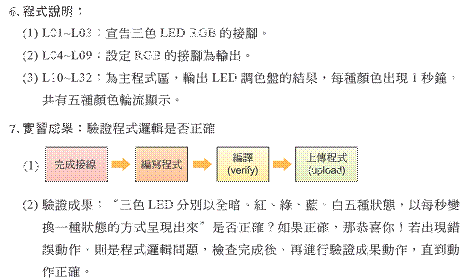 6. 程式說明：
(1) L01~L03：宣告三色 LED RGB 的接腳。
(2) L04~L09：設定 RGB 的接腳為輸出。
(3) L10~L32：為主程式區，輸出 LED 調色盤的結果，每種顏色出現 1 秒鐘，
共有五種顏色輪流顯示。
7. 實習成果：驗證程式邏輯是否正確
(1) 完成接線 編寫程式 編譯 (verify) 上傳程式 (upload)
(2) 驗證成果：“三色 LED 分別以全暗、紅、綠、藍、白五種狀態，以每秒變
換一種狀態的方式呈現出來”是否正確？如果正確，那恭喜你！若出現錯
誤動作，則是程式邏輯問題，檢查完成後，再進行驗證成果動作，直到動
作正確。